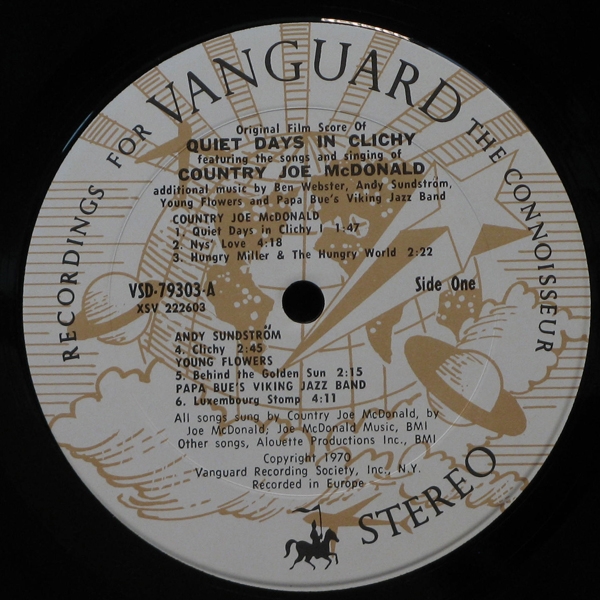 RECORDINGS FOR VANGUARD THE CONNOISSEUR
Original Film Score Of
QUIET DAYS IN CLICHY
featuring the songs and singing of
COUNTRY JOE McDONALD
additional music by Ben Webster, Andy Sundström,
Young Flowers and Papa Bue's Viking Jazz Band
COUNTRY JOE McDONALD
1. Quiet Days in Clichy I 1:47
2. Nys' Love 4:18
3. Hungry Miller & The Hungry World 2:22
VSD-79303-A
XSV 222603
Side One
ANDY SUNDSTRÖM
4. Clichy 2:45
YOUNG FLOWERS
5. Behind the Golden Sun 2:15
PAPA BUE'S VIKING JAZZ BAND
6. Luxembourg Stomp 4:11
All songs sung by Country Joe McDonald, by
Joe McDonald; Joe McDonald Music, BMI
Other songs, Alouette Productions Inc., BMI
Copyright 1970
Vanguard Recording Society, Inc., N.Y.
Recorded in Europe
STEREO